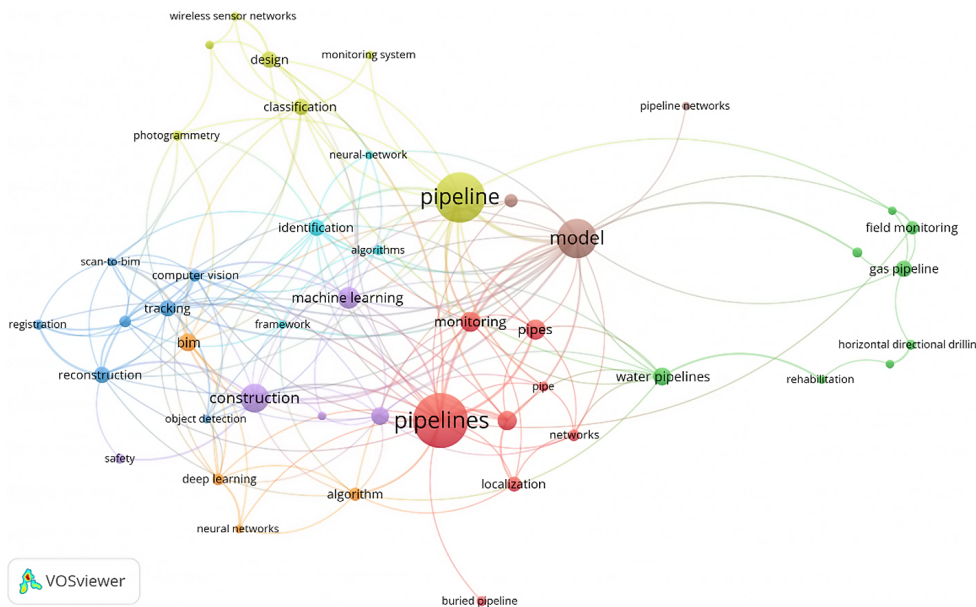 wireless sensor networks
design
monitoring system
classification
pipeline networks
photogrammetry
neural-network
pipeline
identification
model
field monitoring
algorithms
scan-to-bim
computer vision
gas pipeline
machine learning
tracking
registration
framework
monitoring
pipes
bim
horizontal directional drillin
reconstruction
water pipelines
rehabilitation
pipe
construction
object detection
pipelines
networks
safety
deep learning
localization
algorithm
neural networks
VOSviewer
buried pipeline